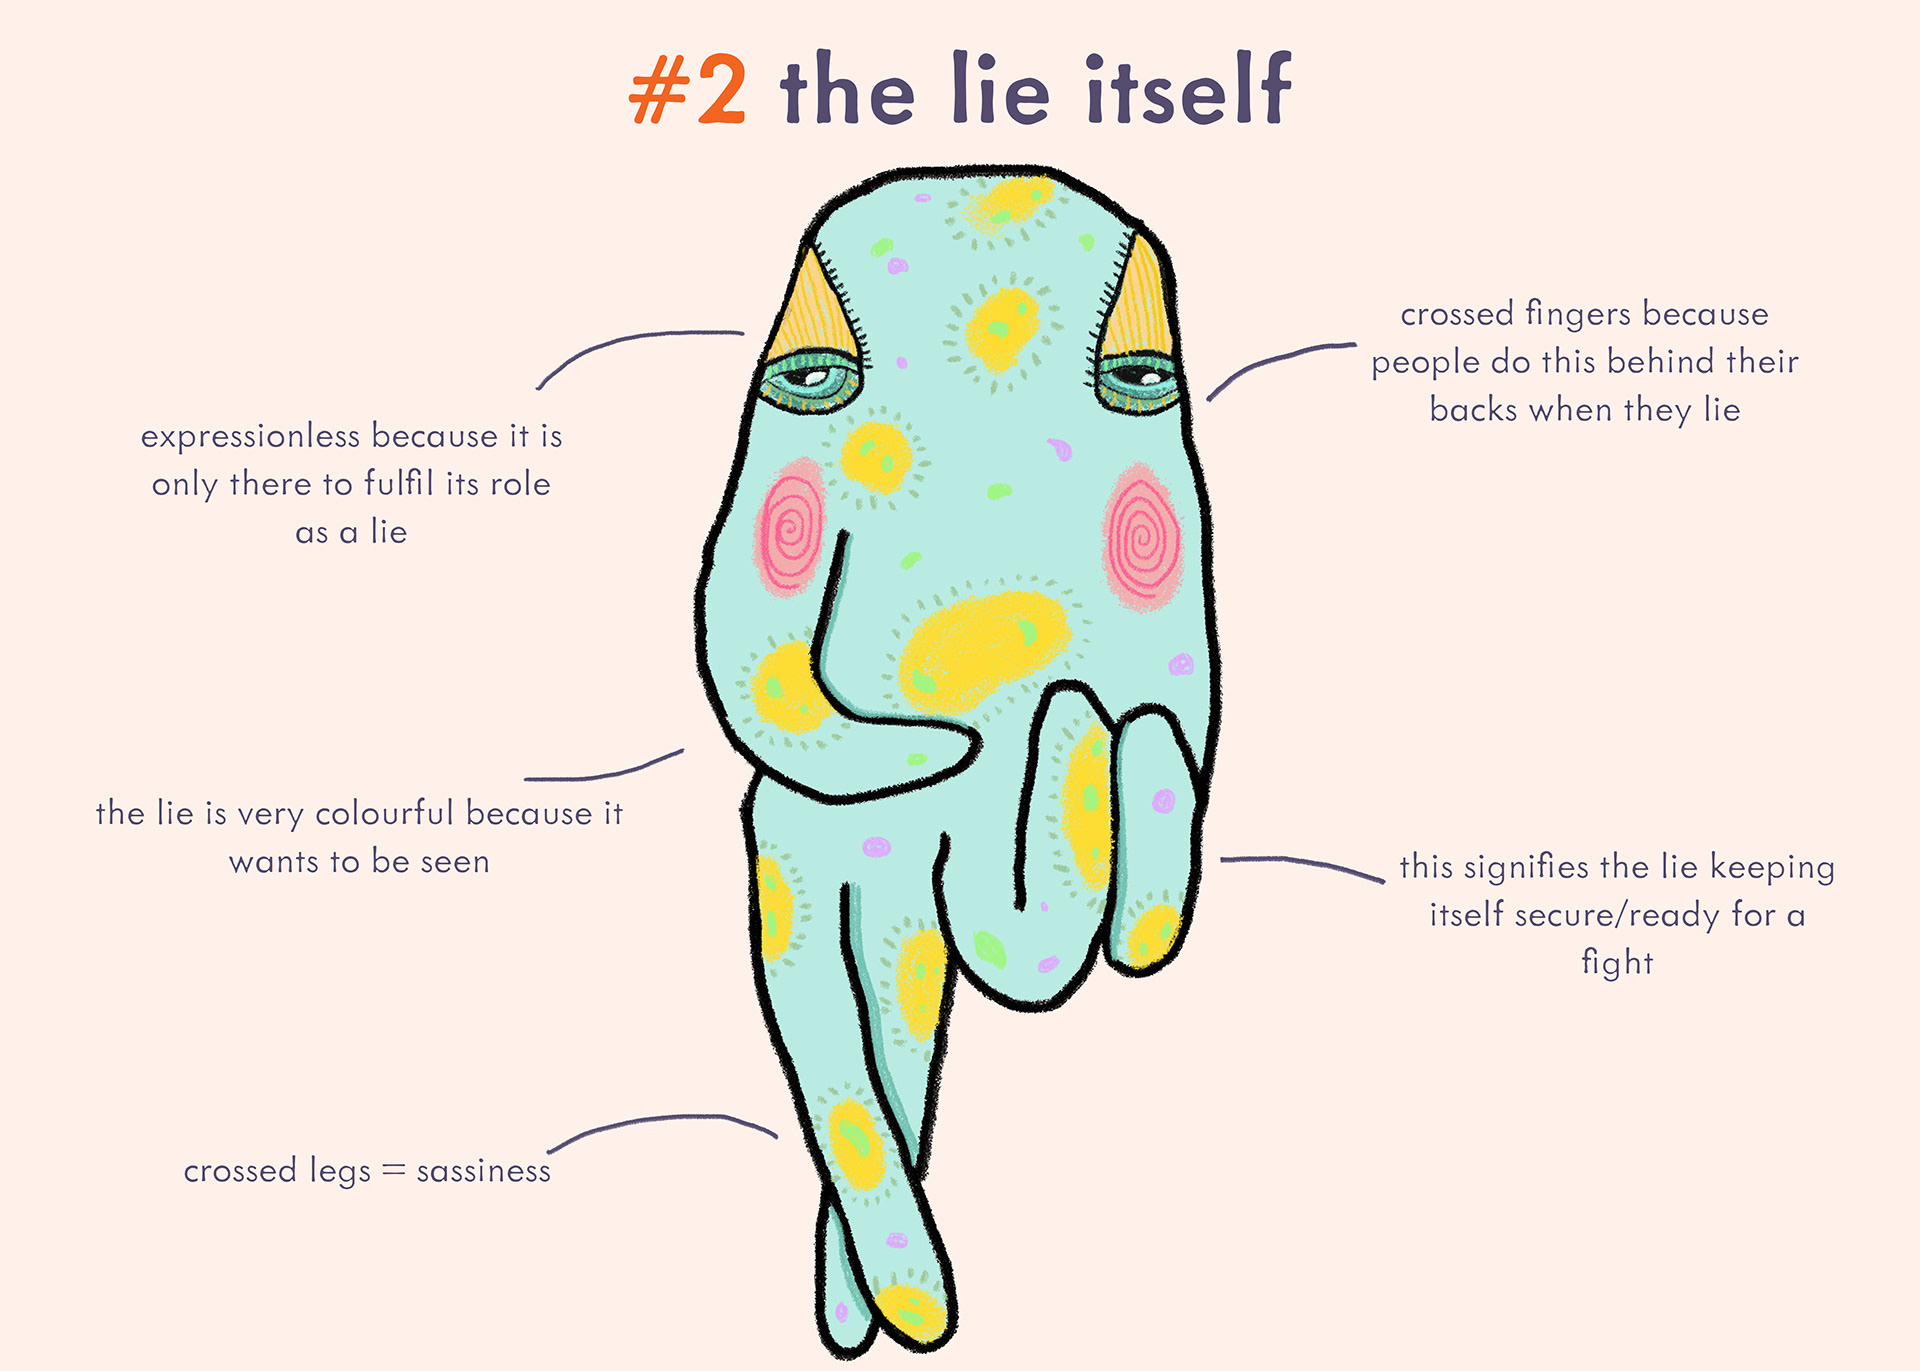 #2 the lie itself
expressionless because it is
only there to fulfil its role
as a lie
crossed fingers because
people do this behind their
backs when they lie
the lie is very colourful because it
wants to be seen
this signifies the lie keeping
itself secure/ready for a
fight
crossed legs = sassiness